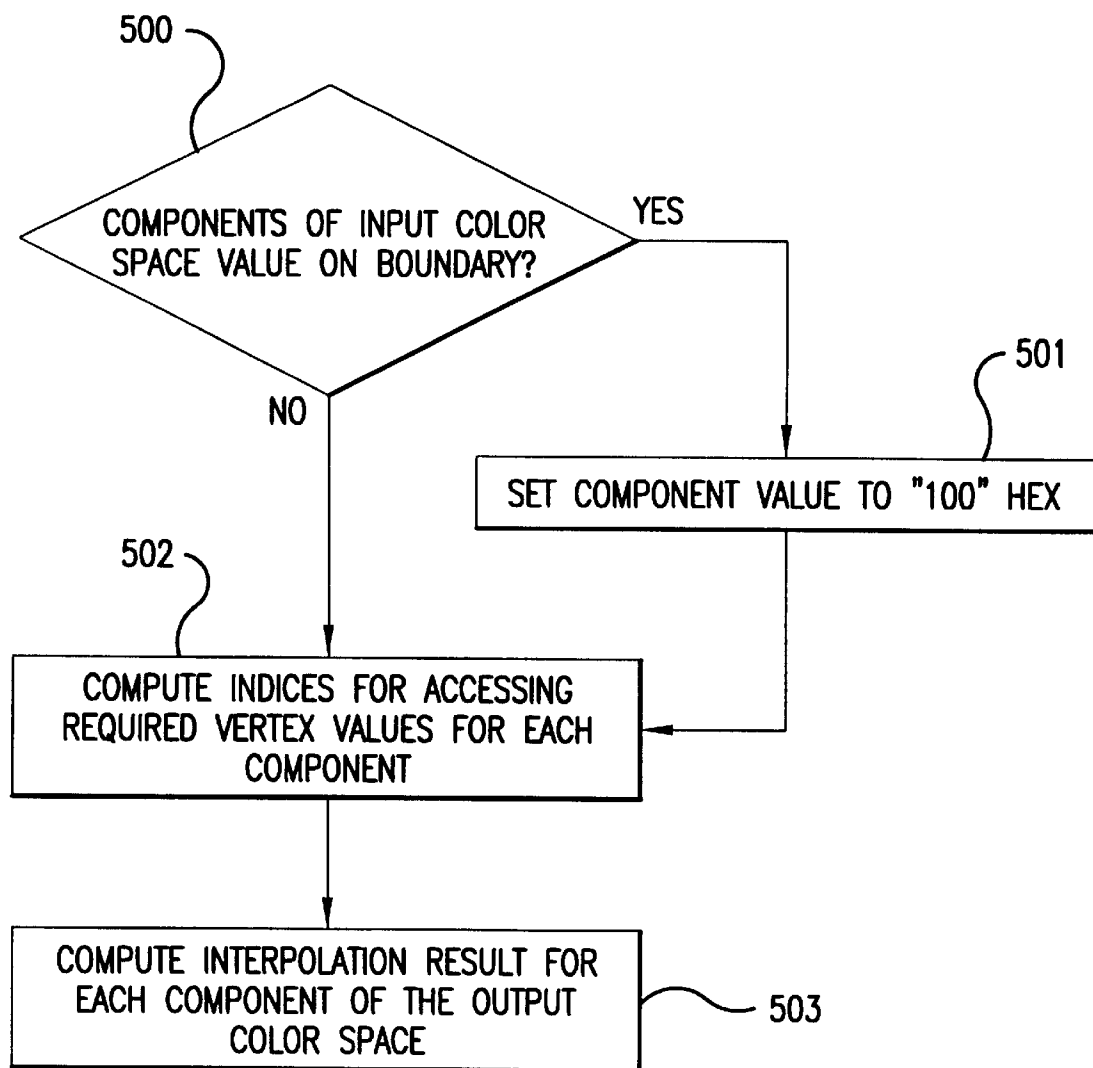 500
COMPONENTS OF INPUT COLOR
SPACE VALUE ON BOUNDARY?
YES
NO
501
SET COMPONENT VALUE TO "100" HEX
502
COMPUTE INDICES FOR ACCESSING
REQUIRED VERTEX VALUES FOR EACH
COMPONENT
COMPUTE INTERPOLATION RESULT FOR
EACH COMPONENT OF THE OUTPUT
COLOR SPACE
503